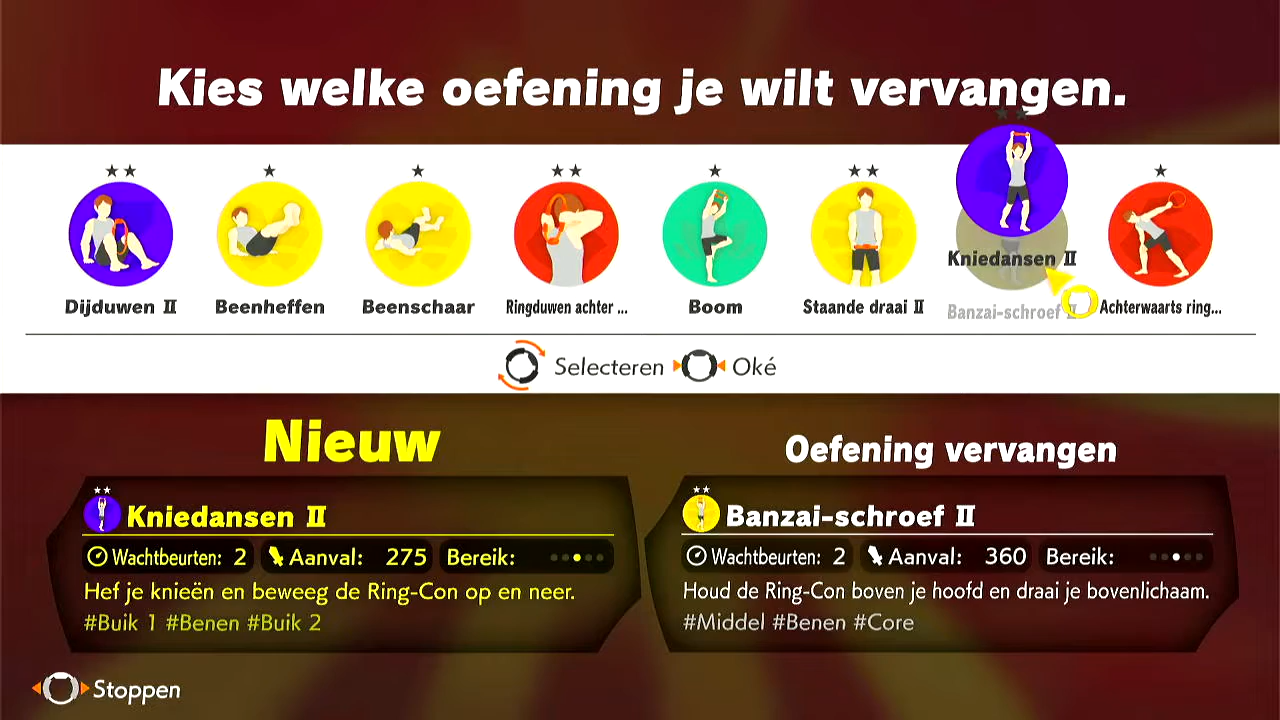 Kies welke oefening je wilt vervangen.
Dijduwen II
Beenheffen
Beenschaar
Ringduwen achter ...
Boom
Staande draai II
Kniedansen II
Banzai-schroef II
Achterwaarts ring...
Selecteren Oké
Nieuw
Kniedansen II
Wachtbeurten: 2 Aanval: 275 Bereik:
Hef je knieën en beweeg de Ring-Con op en neer.
#Buik 1 #Benen #Buik 2
Oefening vervangen
Banzai-schroef II
Wachtbeurten: 2 Aanval: 360 Bereik:
Houd de Ring-Con boven je hoofd en draai je bovenlichaam.
#Middel #Benen #Core
Stoppen